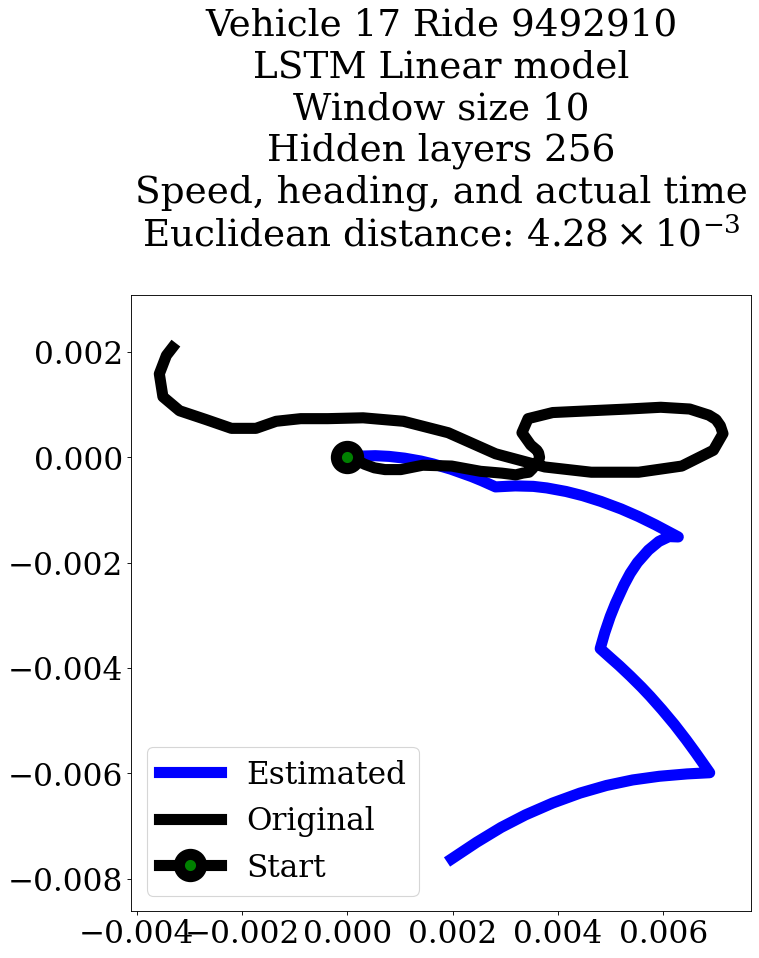 Vehicle 17 Ride 9492910
LSTM Linear model
Window size 10
Hidden layers 256
Speed, heading, and actual time
Euclidean distance: 4.28 × 10⁻³
0.002
0.000
−0.002
−0.004
−0.006
−0.008
Estimated
Original
Start
−0.004 −0.002 0.000 0.002 0.004 0.006